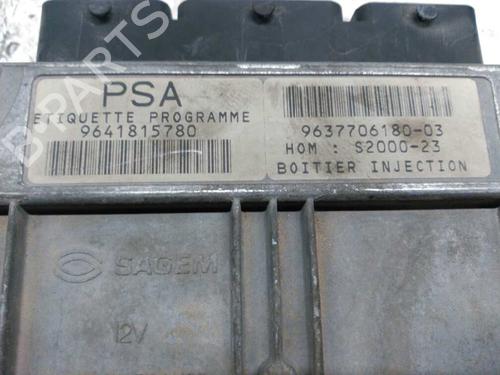 PSA
ETIQUETTE PROGRAMME
9641815780
9637706180-03
HOM : S2000-23
BOITIER INJECTION
SAGEM
12V
B-PARTS